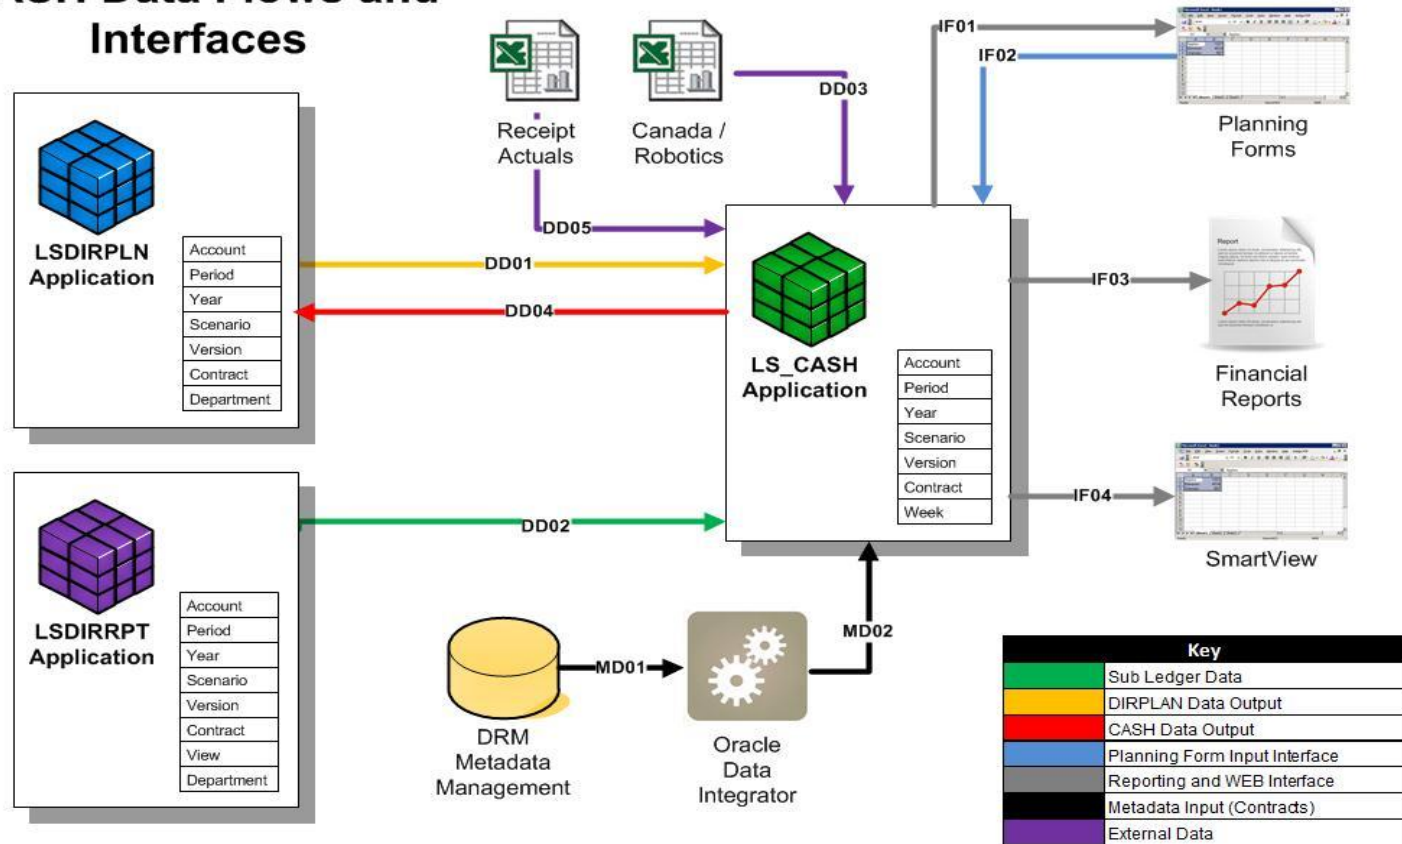 Data Flows and
Interfaces
LSDIRPLN
Application
Account
Period
Year
Scenario
Version
Contract
Department
LSDIRRPT
Application
Account
Period
Year
Scenario
Version
Contract
View
Department
Receipt
Actuals
Canada /
Robotics
DD03
DD05
DD01
DD04
DD02
LS_CASH
Application
Account
Period
Year
Scenario
Version
Contract
Week
IF01
IF02
IF03
IF04
Planning
Forms
Report
Financial
Reports
SmartView
DRM
Metadata
Management
MD01
Oracle
Data
Integrator
MD02
Key
Sub Ledger Data
DIRPLAN Data Output
CASH Data Output
Planning Form Input Interface
Reporting and WEB Interface
Metadata Input (Contracts)
External Data